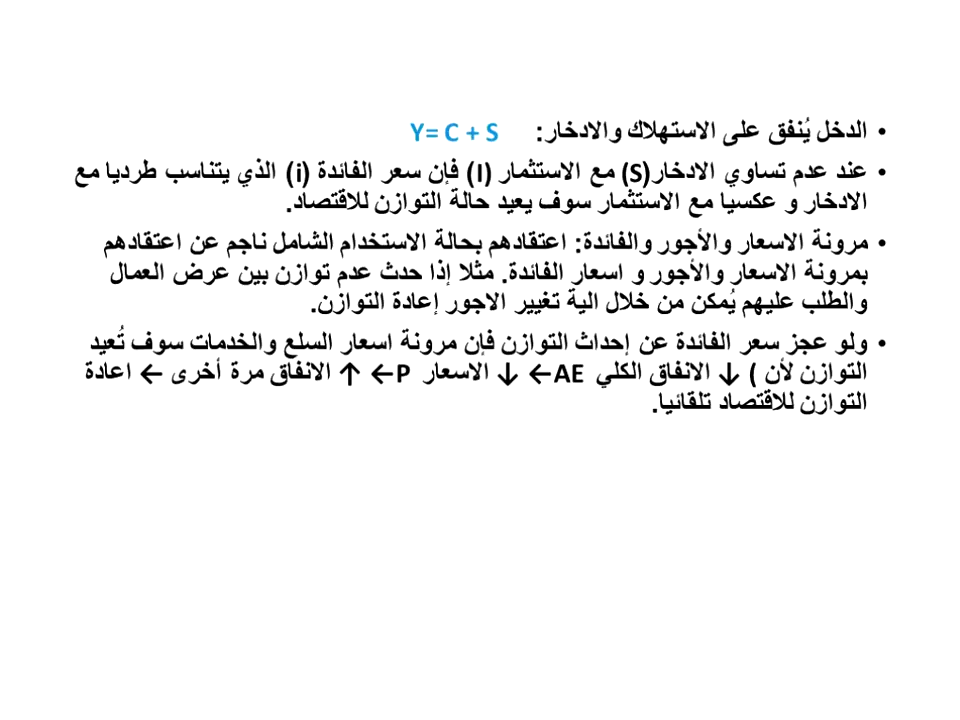 • الدخل يُنفق على الاستهلاك والادخار: Y= C + S
• عند عدم تساوي الادخار(S) مع الاستثمار (I) فإن سعر الفائدة (i) الذي يتناسب طرديا مع
الادخار و عكسيا مع الاستثمار سوف يعيد حالة التوازن للاقتصاد.
• مرونة الاسعار والأجور والفائدة: اعتقادهم بحالة الاستخدام الشامل ناجم عن اعتقادهم
بمرونة الاسعار والأجور و اسعار الفائدة. مثلا إذا حدث عدم توازن بين عرض العمال
والطلب عليهم يُمكن من خلال الية تغيير الاجور إعادة التوازن.
• ولو عجز سعر الفائدة عن إحداث التوازن فإن مرونة اسعار السلع والخدمات سوف تُعيد
التوازن لأن ) ↓ الانفاق الكلي AE← ↓ الاسعار P← ↑ الانفاق مرة أخرى ← اعادة
التوازن للاقتصاد تلقائيا.